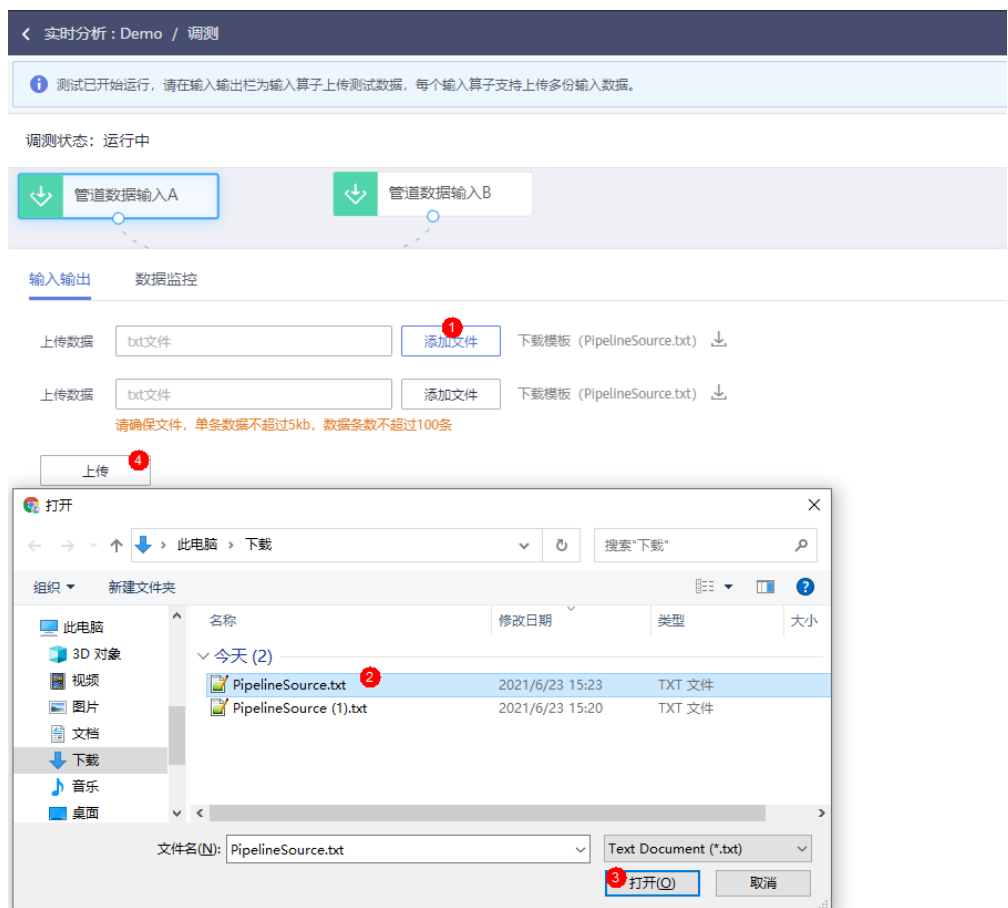 实时分析 : Demo / 调测
测试已开始运行，请在输入输出栏为输入算子上传测试数据，每个输入算子支持上传多份输入数据。
调测状态：运行中
管道数据输入A
管道数据输入B
输入输出 数据监控
上传数据 txt文件 添加文件 1 下载模板（PipelineSource.txt）
上传数据 txt文件 添加文件 下载模板（PipelineSource.txt）
请确保文件，单条数据不超过5kb，数据条数不超过100条
上传 4
打开
此电脑 › 下载 搜索"下载"
组织 新建文件夹
此电脑 名称 修改日期 类型 大小
3D 对象 今天 (2)
视频 PipelineSource.txt 2 2021/6/23 15:23 TXT 文件
图片 PipelineSource (1).txt 2021/6/23 15:20 TXT 文件
文档
下载
音乐
桌面
文件名(N): PipelineSource.txt Text Document (*.txt)
3 打开(O) 取消